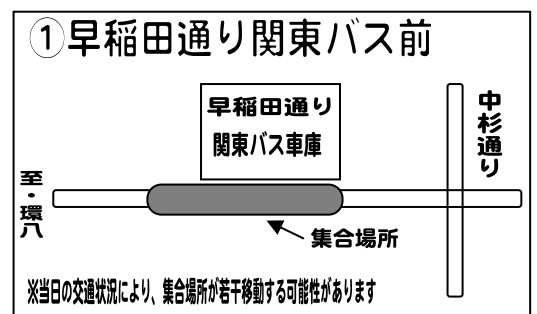 ①早稲田通り関東バス前
早稲田通り
関東バス車庫
中杉通り
至・環八
集合場所
※当日の交通状況により、集合場所が若干移動する可能性があります